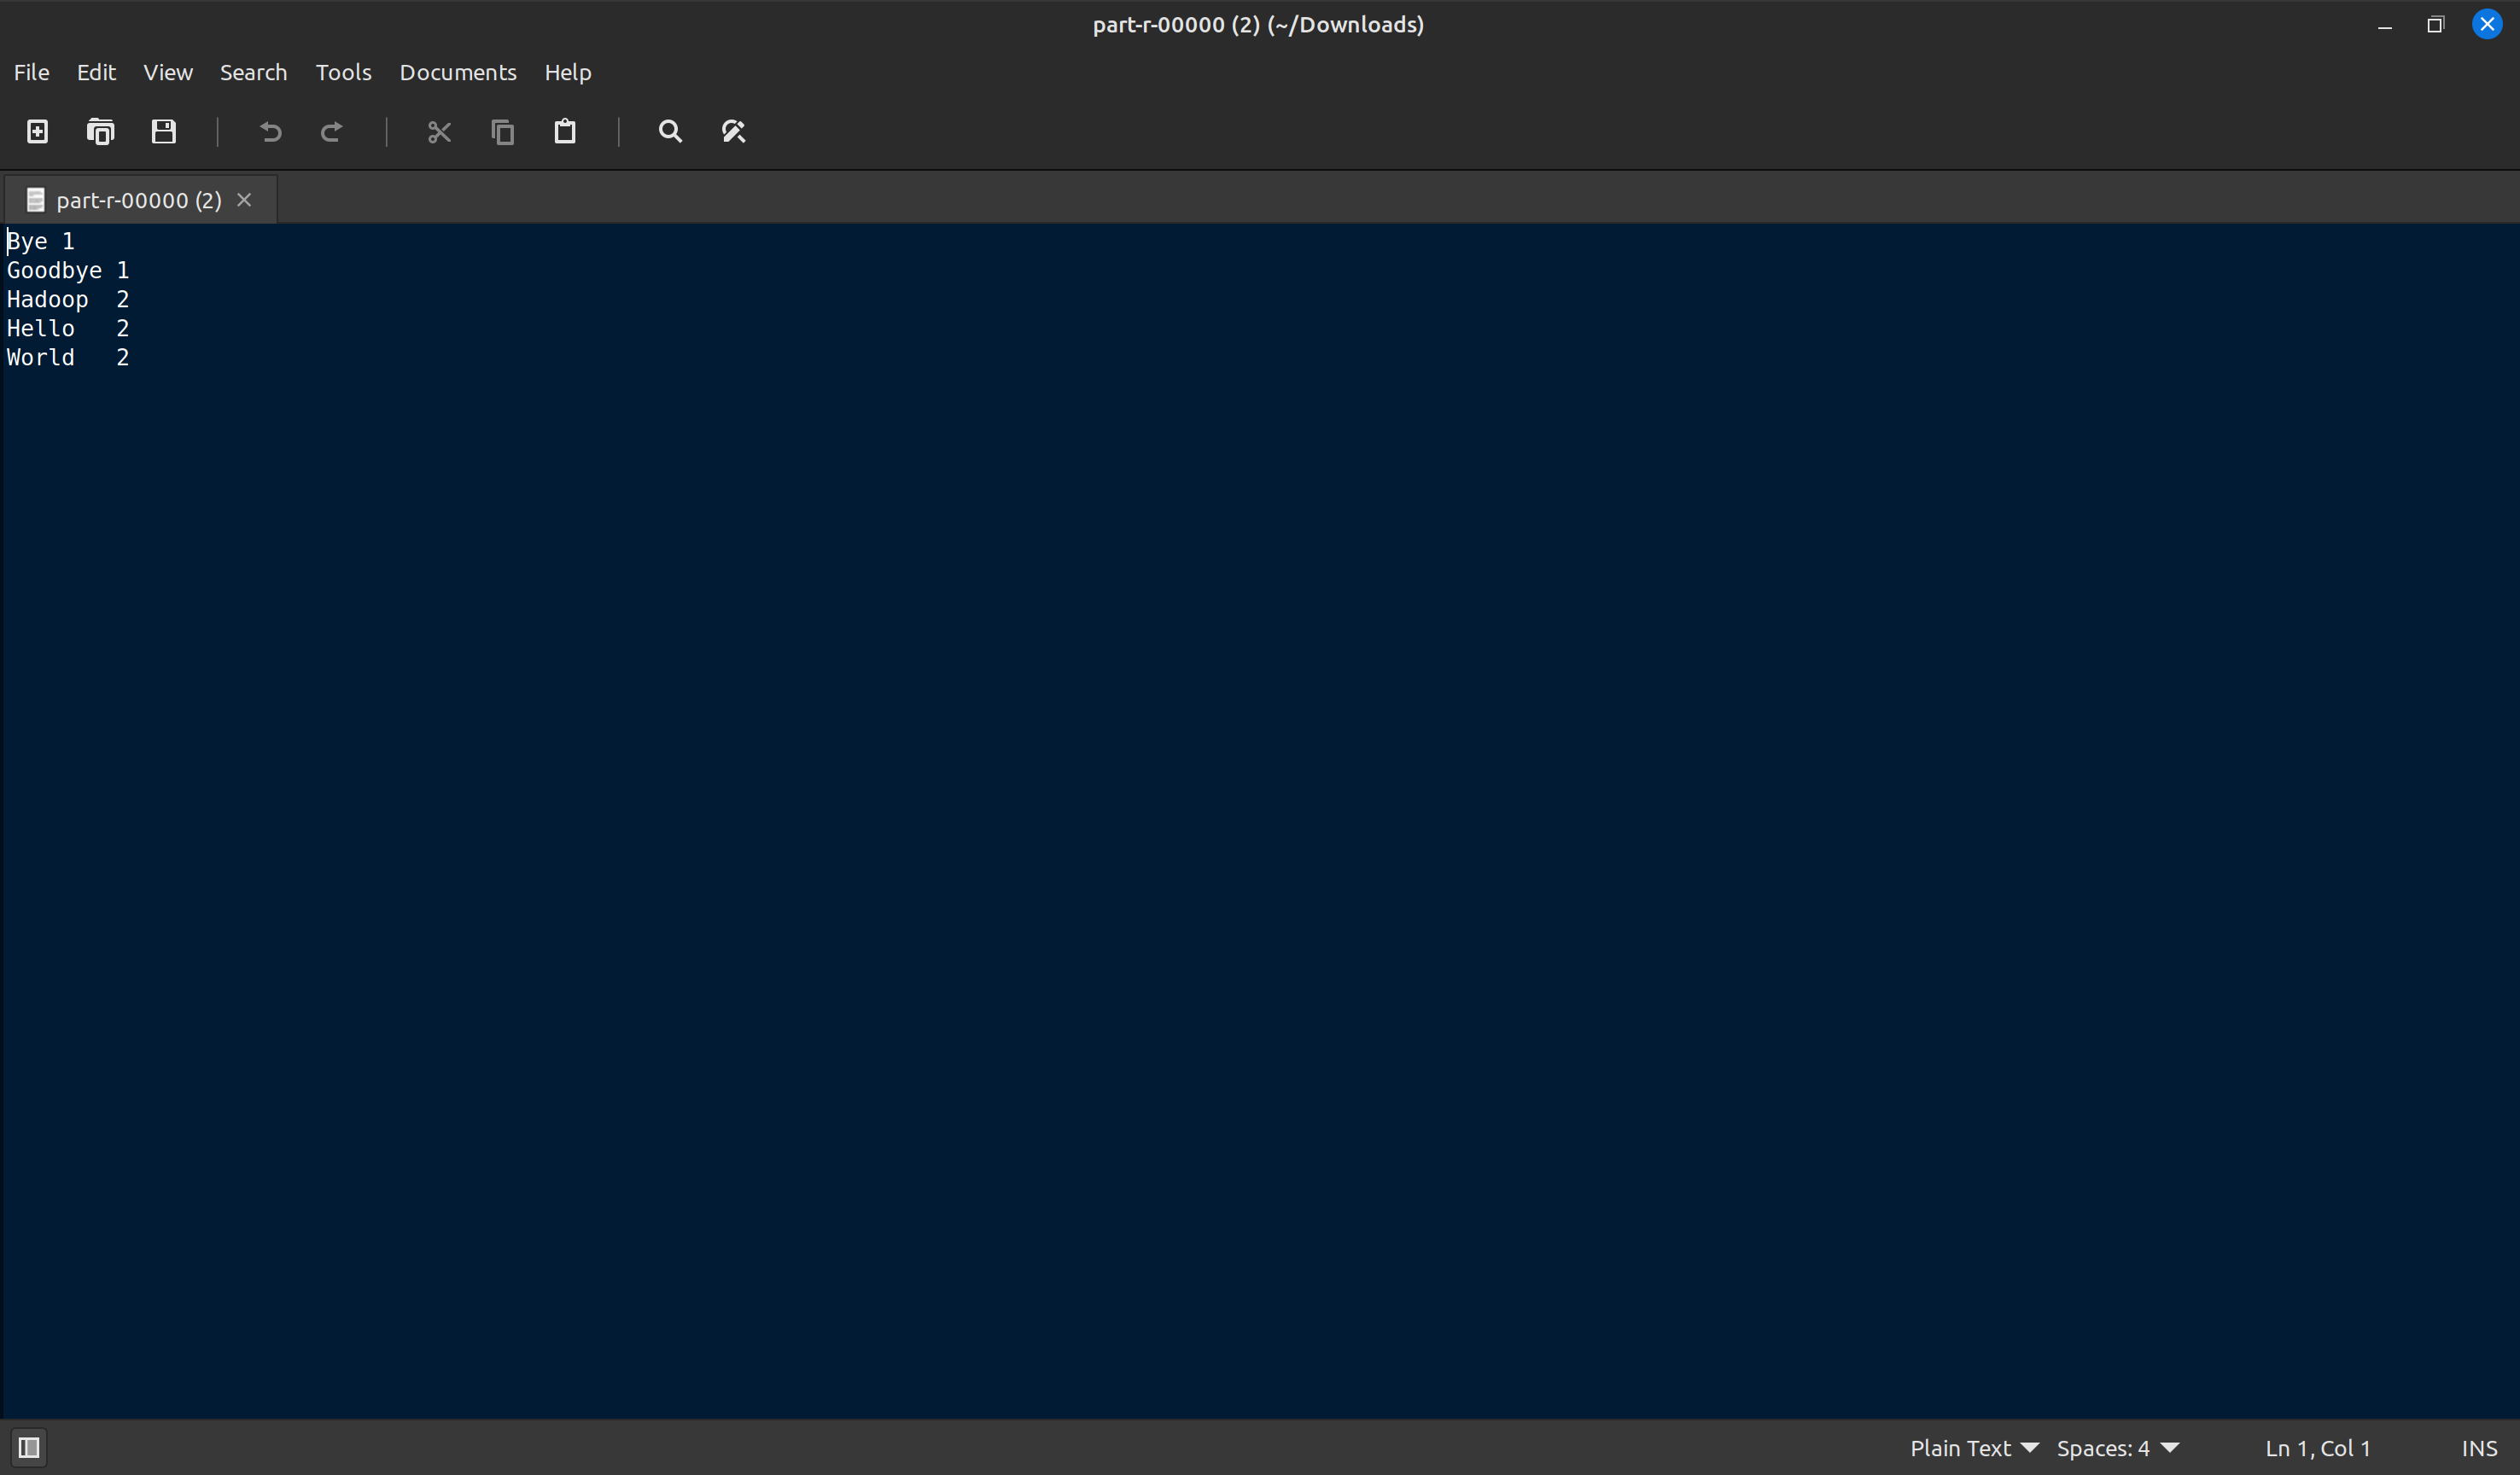 part-r-00000 (2) (~/Downloads)
File Edit View Search Tools Documents Help
part-r-00000 (2)
Bye 1
Goodbye 1
Hadoop  2
Hello   2
World   2
Plain Text Spaces: 4 Ln 1, Col 1 INS